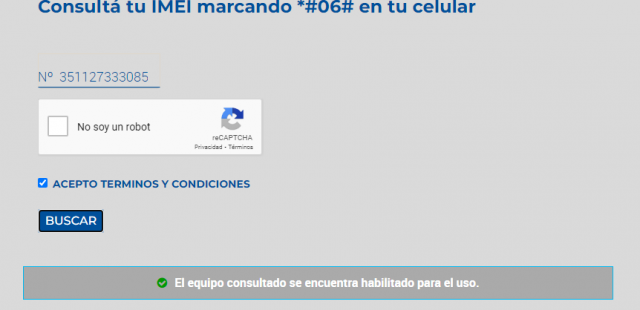 Consultá tu IMEI marcando *#06# en tu celular
Nº 351127333085
No soy un robot
reCAPTCHA
Privacidad - Términos
ACEPTO TERMINOS Y CONDICIONES
BUSCAR
El equipo consultado se encuentra habilitado para el uso.